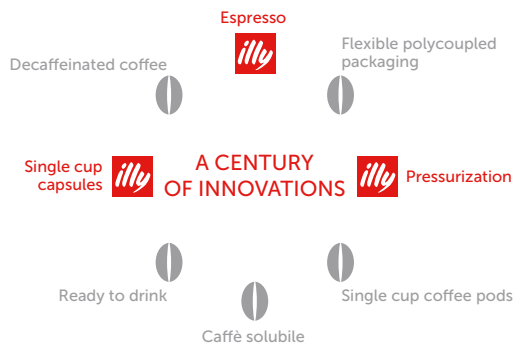 Espresso
illy
Decaffeinated coffee
Flexible polycoupled
packaging
Single cup
capsules
illy
A CENTURY
OF INNOVATIONS
illy
Pressurization
Ready to drink
Single cup coffee pods
Caffè solubile